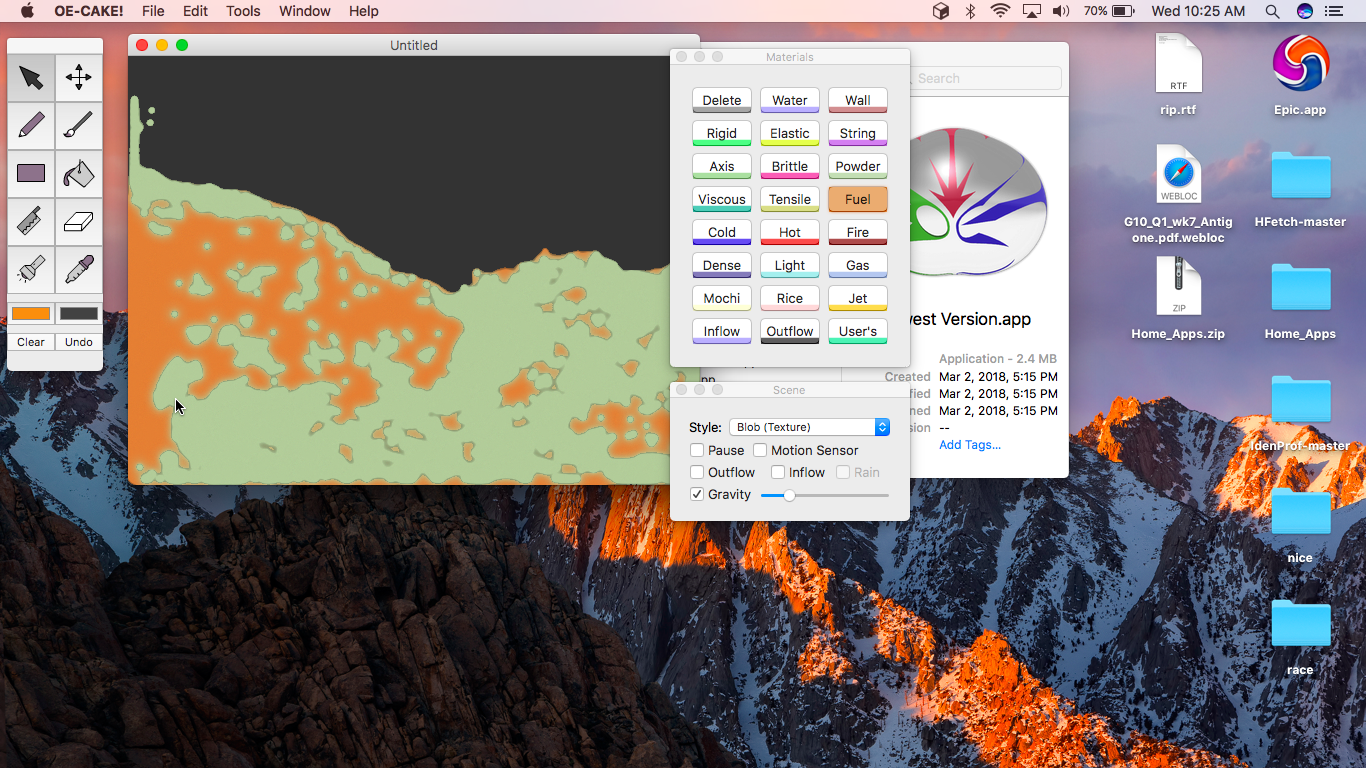 OE-CAKE! File Edit Tools Window Help
70% Wed 10:25 AM
Untitled
Clear Undo
Materials
Delete Water Wall
Rigid Elastic String
Axis Brittle Powder
Viscous Tensile Fuel
Cold Hot Fire
Dense Light Gas
Mochi Rice Jet
Inflow Outflow User's
Scene
Style: Blob (Texture)
Pause Motion Sensor
Outflow Inflow Rain
Gravity
Search
est Version.app
Application - 2.4 MB
Created Mar 2, 2018, 5:15 PM
fied Mar 2, 2018, 5:15 PM
ned Mar 2, 2018, 5:15 PM
sion --
Add Tags...
RTF
rip.rtf
Epic.app
WEBLOC
G10_Q1_wk7_Antig
one.pdf.webloc
HFetch-master
ZIP
Home_Apps.zip
Home_Apps
IdenProf-master
nice
race